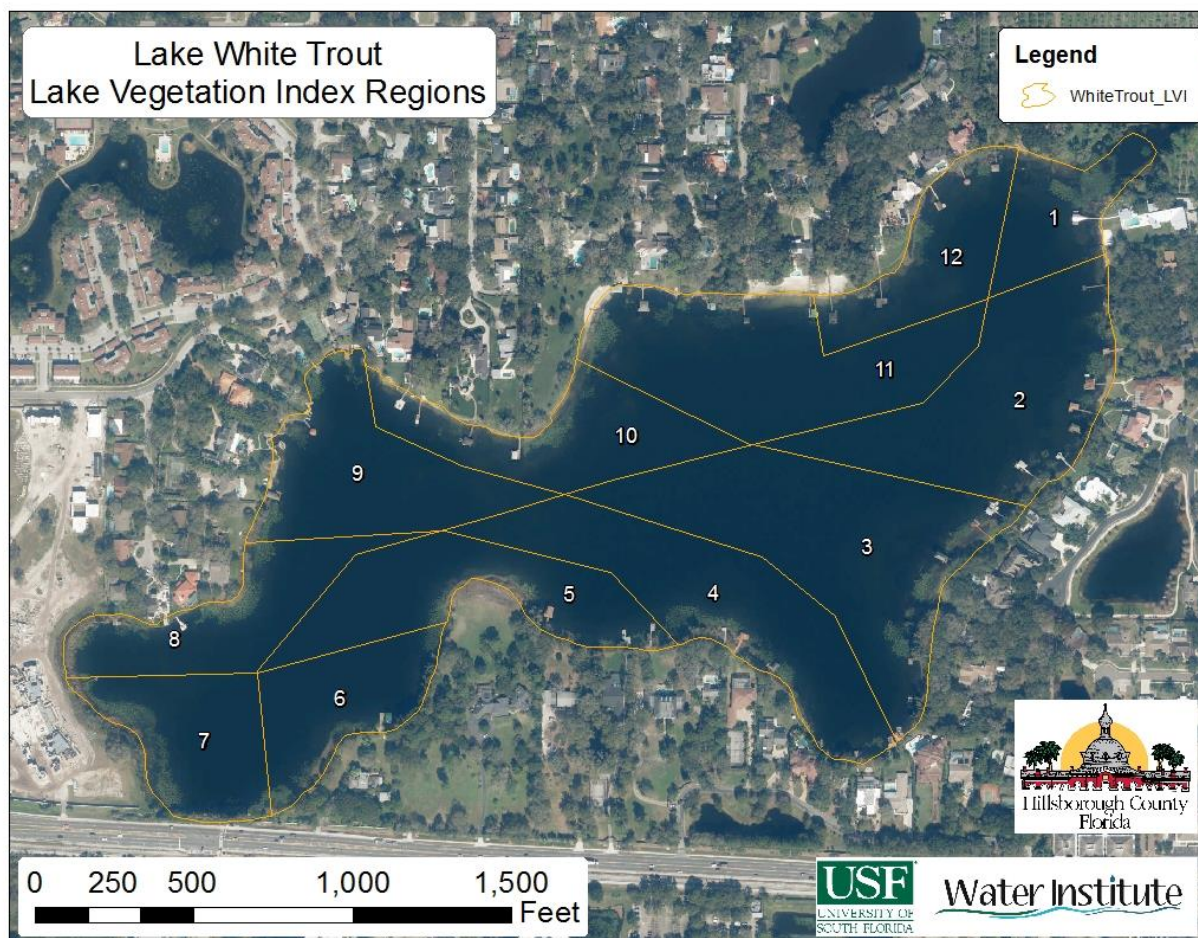 Lake White Trout
Lake Vegetation Index Regions
Legend
WhiteTrout_LVI
1
12
11
2
10
9
3
5
4
8
6
7
Hillsborough County
Florida
0 250 500 1,000 1,500
Feet
USF
UNIVERSITY OF
SOUTH FLORIDA
Water Institute